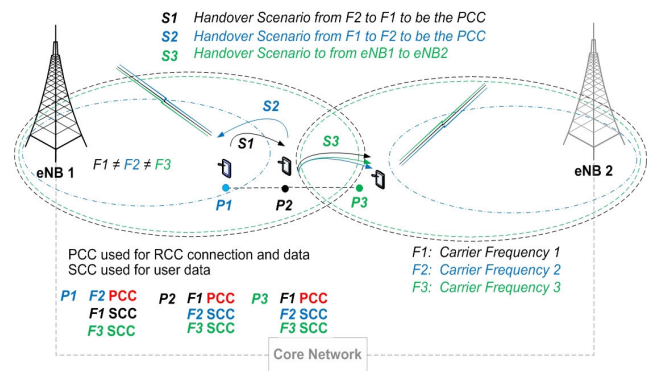 S1 Handover Scenario from F2 to F1 to be the PCC
S2 Handover Scenario from F1 to F2 to be the PCC
S3 Handover Scenario to from eNB1 to eNB2
S2
S1
S3
F1 ≠ F2 ≠ F3
eNB 1
eNB 2
P1 P2 P3
PCC used for RCC connection and data
SCC used for user data
F1: Carrier Frequency 1
F2: Carrier Frequency 2
F3: Carrier Frequency 3
P1 F2 PCC
F1 SCC
F3 SCC
P2 F1 PCC
F2 SCC
F3 SCC
P3 F1 PCC
F2 SCC
F3 SCC
Core Network